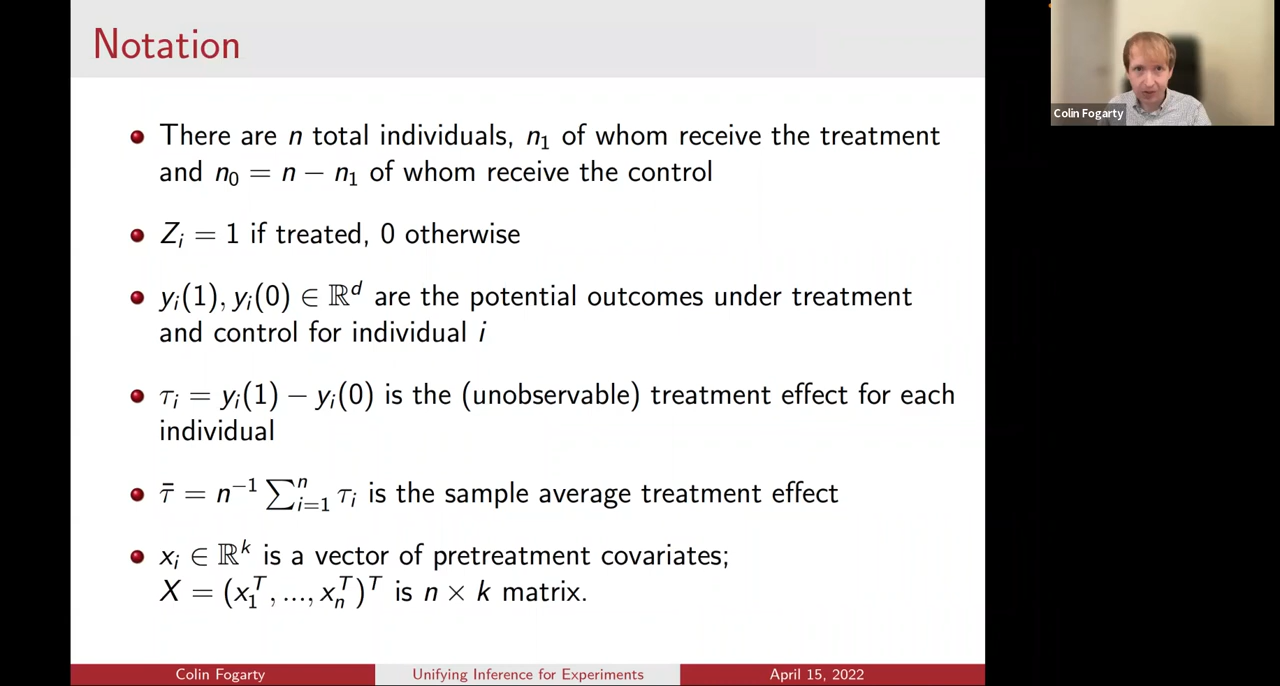 Notation
There are n total individuals, n₁ of whom receive the treatment
and n₀ = n − n₁ of whom receive the control
Zᵢ = 1 if treated, 0 otherwise
yᵢ(1), yᵢ(0) ∈ ℝᵈ are the potential outcomes under treatment
and control for individual i
τᵢ = yᵢ(1) − yᵢ(0) is the (unobservable) treatment effect for each
individual
τ̄ = n⁻¹ ∑ⁿᵢ₌₁ τᵢ is the sample average treatment effect
xᵢ ∈ ℝᵏ is a vector of pretreatment covariates;
X = (x₁ᵀ, ..., xₙᵀ)ᵀ is n × k matrix.
Colin Fogarty
Unifying Inference for Experiments
April 15, 2022
Colin Fogarty